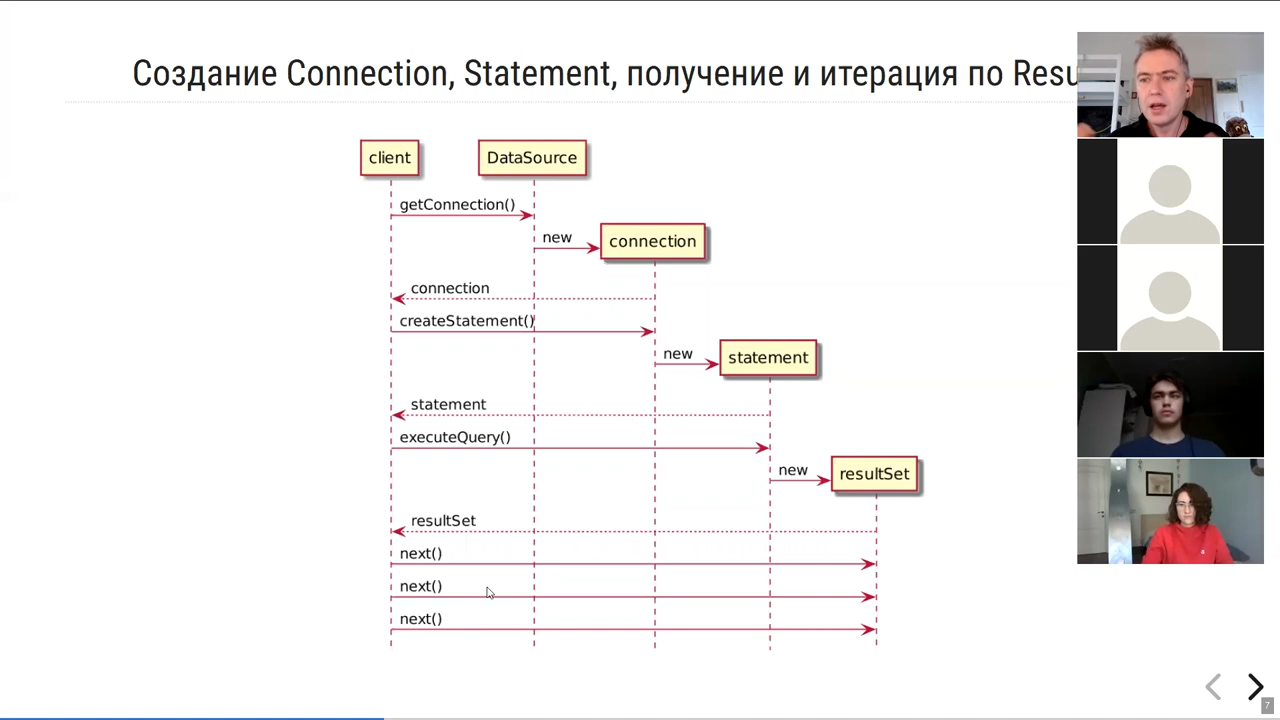 Создание Connection, Statement, получение и итерация по Resu
client
DataSource
getConnection()
new
connection
connection
createStatement()
new
statement
statement
executeQuery()
new
resultSet
resultSet
next()
next()
next()
7